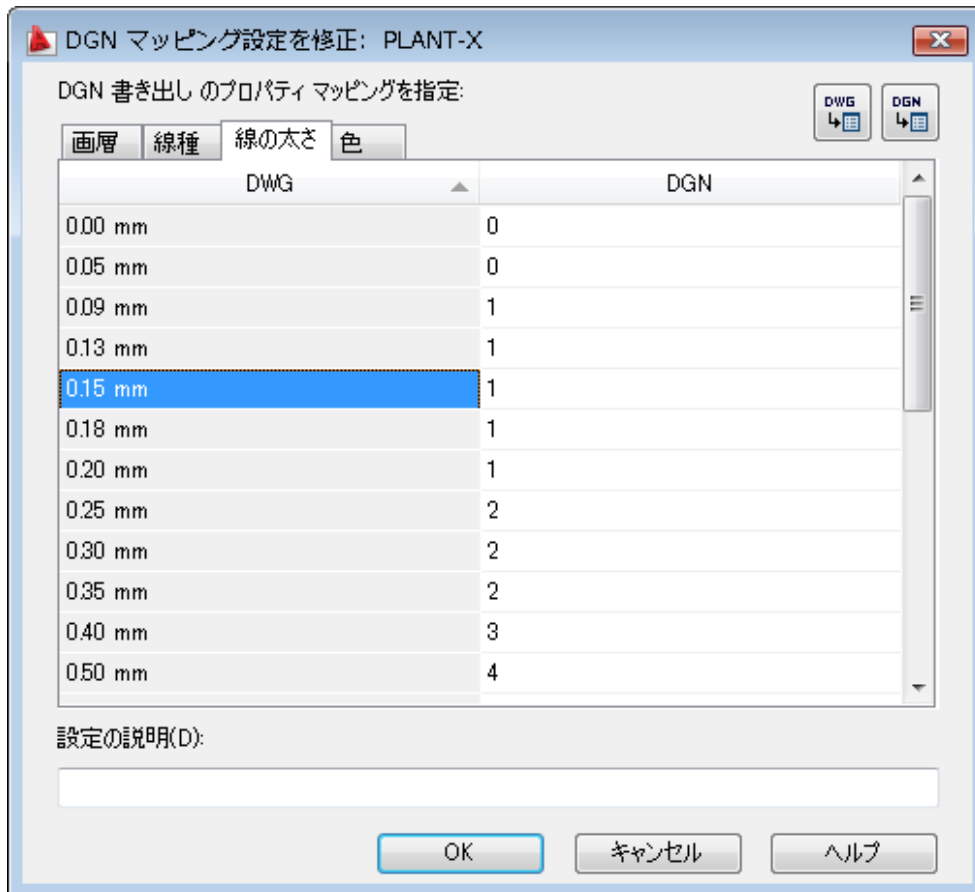 DGN マッピング設定を修正: PLANT-X
DGN 書き出し のプロパティ マッピングを指定:
DWG DGN
画層 線種 線の太さ 色
DWG DGN
0.00 mm 0
0.05 mm 0
0.09 mm 1
0.13 mm 1
0.15 mm 1
0.18 mm 1
0.20 mm 1
0.25 mm 2
0.30 mm 2
0.35 mm 2
0.40 mm 3
0.50 mm 4
設定の説明(D):
OK キャンセル ヘルプ